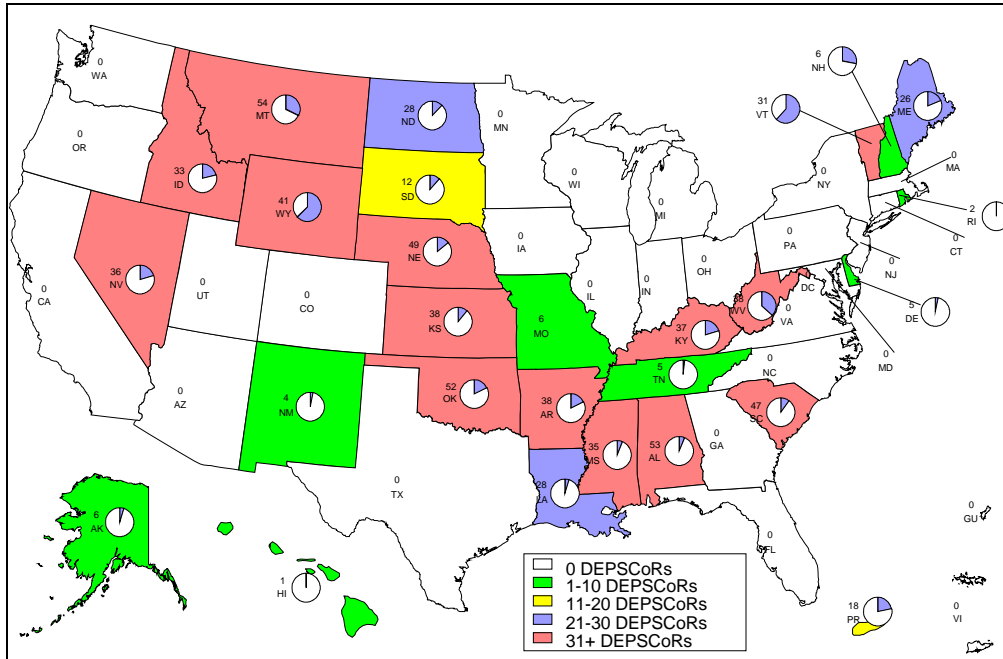 0
WA
0
OR
0
CA
54
MT
33
ID
41
WY
36
NV
0
UT
0
CO
0
AZ
4
NM
28
ND
12
SD
49
NE
38
KS
52
OK
0
TX
0
MN
0
IA
6
MO
38
AR
28
LA
0
WI
0
IL
0
MI
0
IN
0
OH
37
KY
5
TN
35
MS
53
AL
0
GA
0
FL
47
SC
0
NC
0
VA
38
WV
DC
0
PA
0
NY
31
VT
6
NH
26
ME
0
MA
2
RI
0
CT
0
NJ
5
DE
0
MD
6
AK
1
HI
0
GU
18
PR
0
VI
0 DEPSCoRs
1-10 DEPSCoRs
11-20 DEPSCoRs
21-30 DEPSCoRs
31+ DEPSCoRs